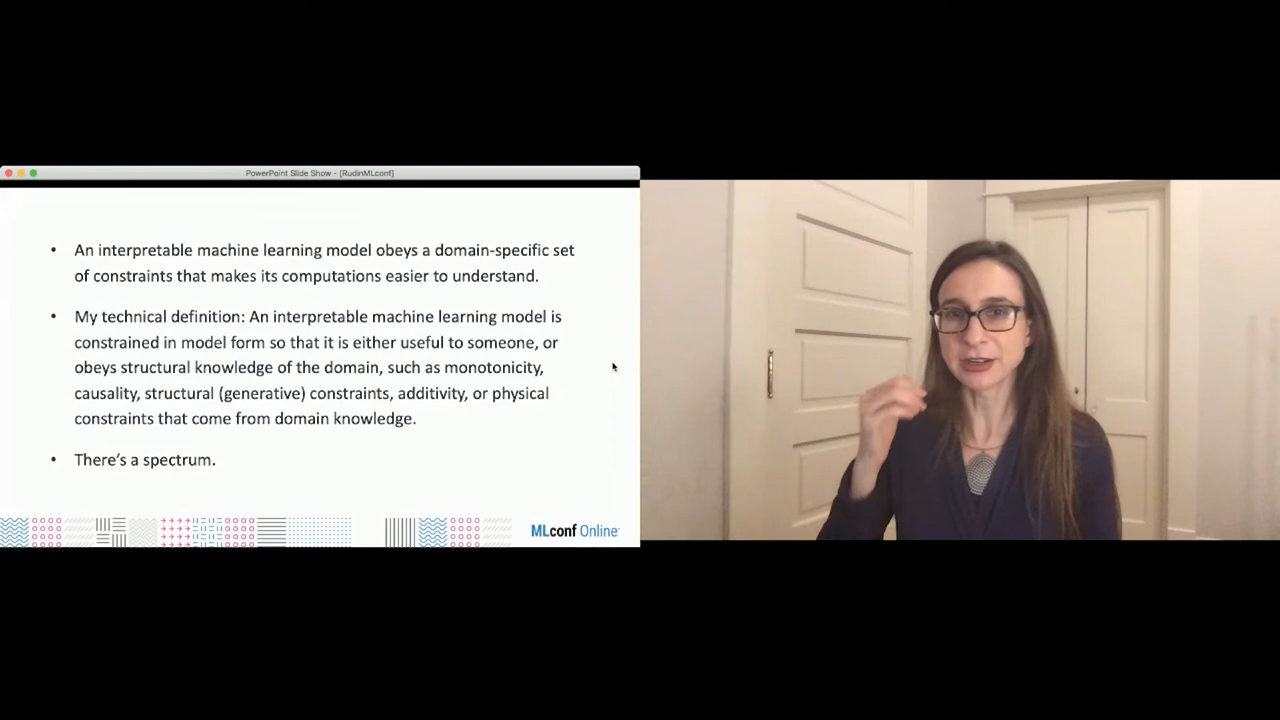 PowerPoint Slide Show - [RudinMLconf]
• An interpretable machine learning model obeys a domain-specific set
of constraints that makes its computations easier to understand.
• My technical definition: An interpretable machine learning model is
constrained in model form so that it is either useful to someone, or
obeys structural knowledge of the domain, such as monotonicity,
causality, structural (generative) constraints, additivity, or physical
constraints that come from domain knowledge.
• There’s a spectrum.
MLconf Online